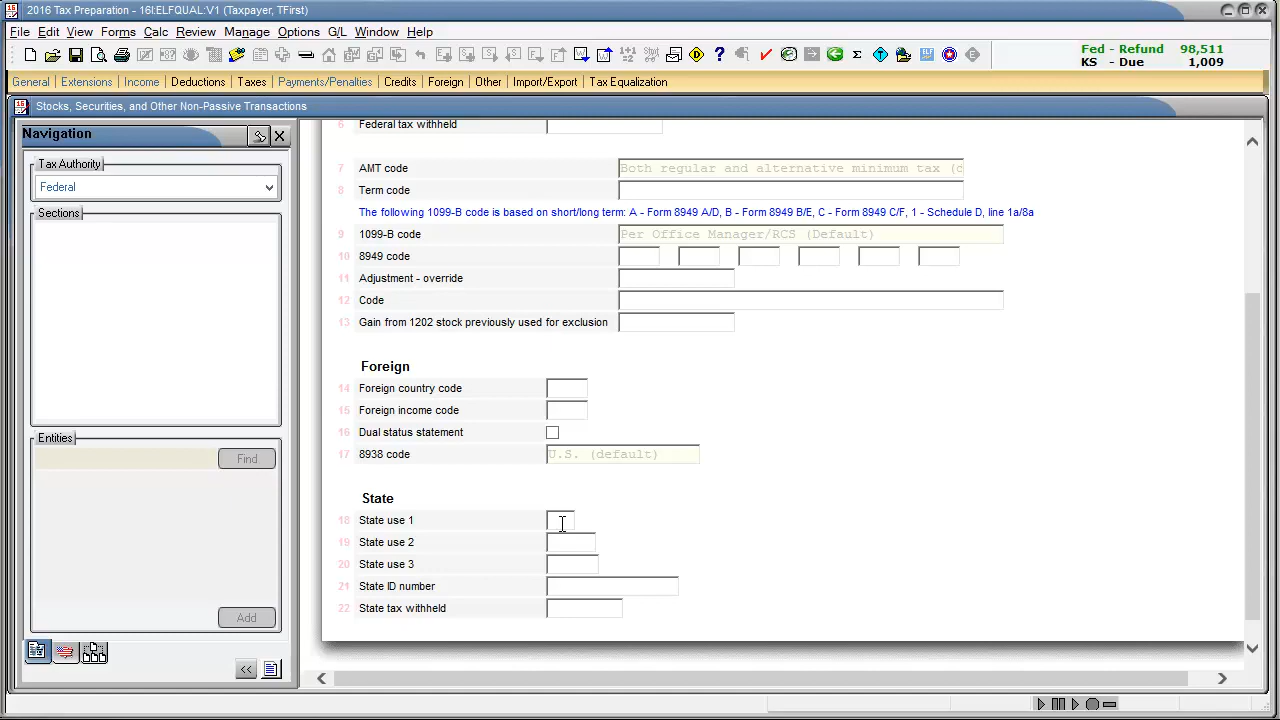 2016 Tax Preparation - 16I:ELFQUAL:V1 (Taxpayer, TFirst)
File Edit View Forms Calc Review Manage Options G/L Window Help
Fed - Refund 98,511
KS - Due 1,009
General Extensions Income Deductions Taxes Payments/Penalties Credits Foreign Other Import/Export Tax Equalization
Stocks, Securities, and Other Non-Passive Transactions
Navigation
Tax Authority
Federal
Sections
Entities
Find
Add
6 Federal tax withheld
7 AMT code Both regular and alternative minimum tax (c
8 Term code
The following 1099-B code is based on short/long term: A - Form 8949 A/D, B - Form 8949 B/E, C - Form 8949 C/F, 1 - Schedule D, line 1a/8a
9 1099-B code Per Office Manager/RCS (Default)
10 8949 code
11 Adjustment - override
12 Code
13 Gain from 1202 stock previously used for exclusion
Foreign
14 Foreign country code
15 Foreign income code
16 Dual status statement
17 8938 code U.S. (default)
State
18 State use 1
19 State use 2
20 State use 3
21 State ID number
22 State tax withheld